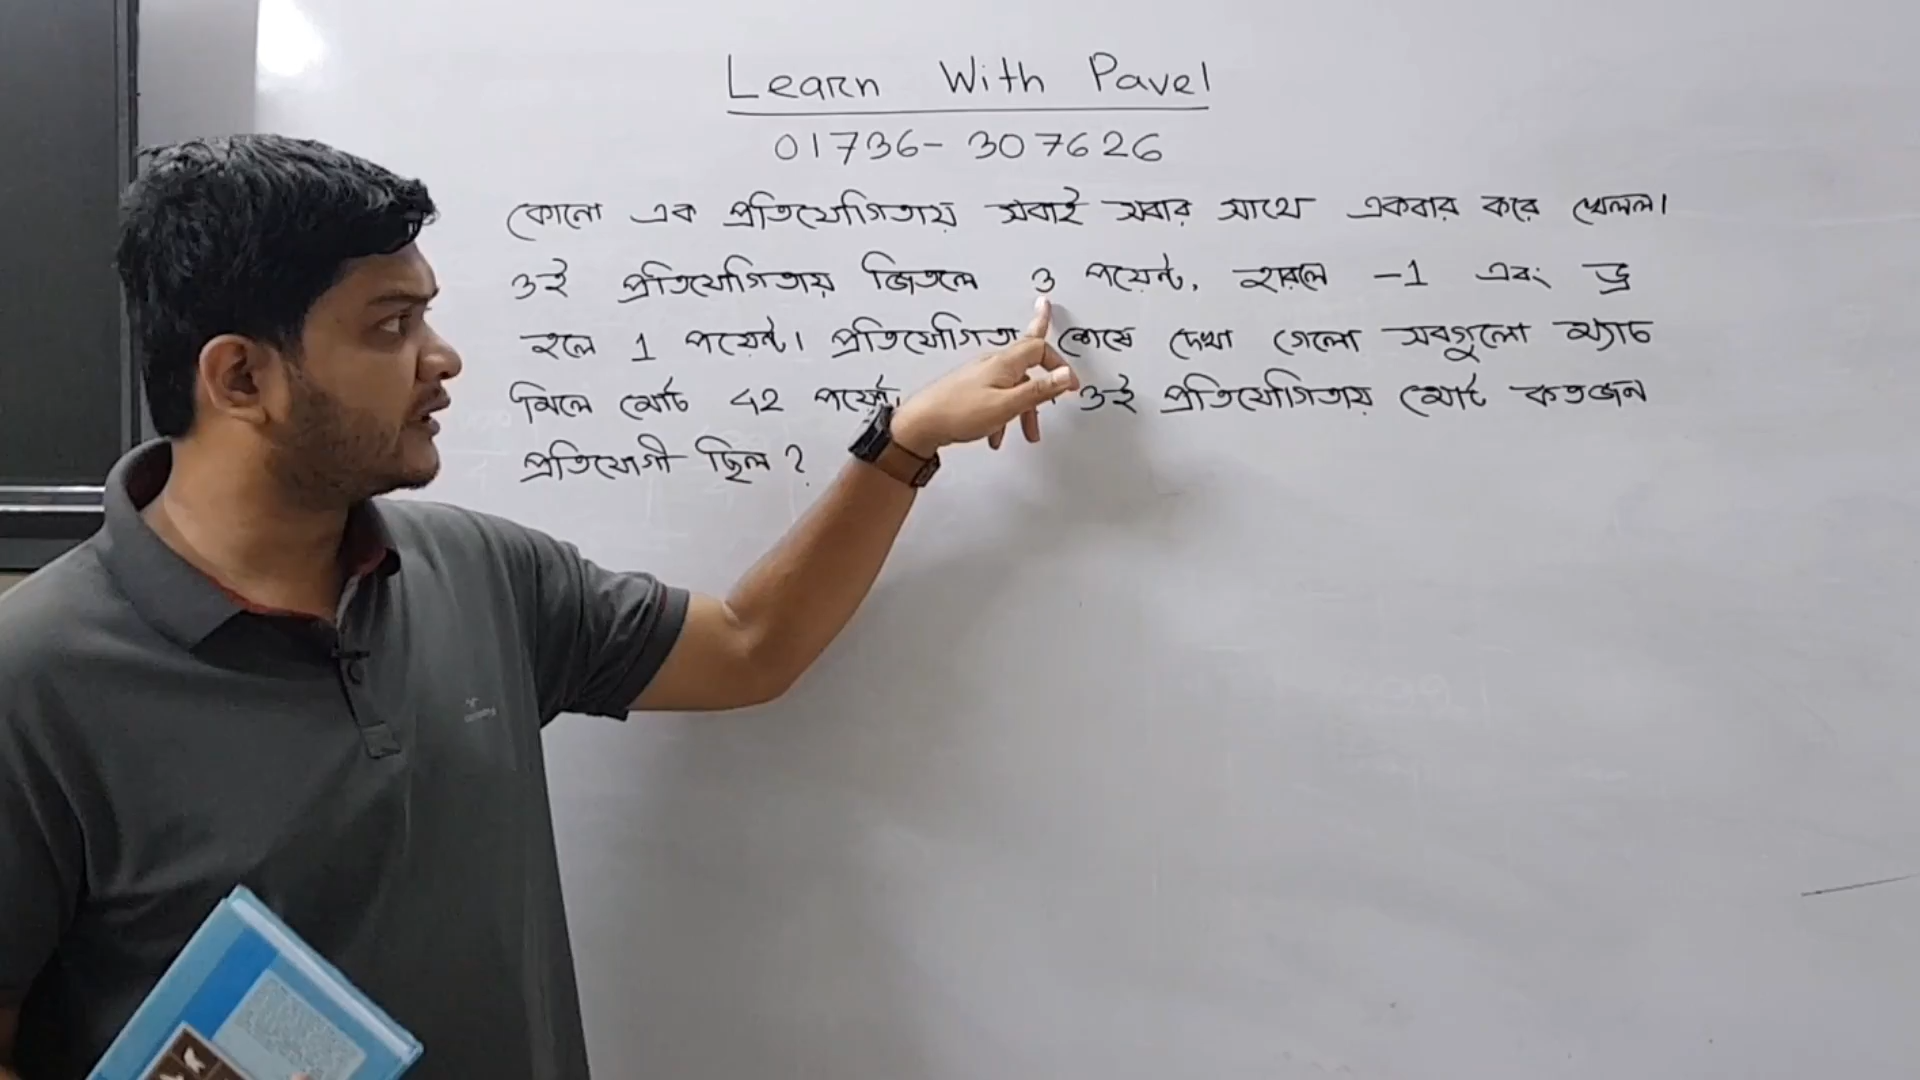 Learn With Pavel
01736-307626
কোনো এক প্রতিযোগিতায় সবাই সবার সাথে একবার করে খেলল।
ওই প্রতিযোগিতায় জিতলে 3 পয়েন্ট, হারলে -1 এবং ড্র
হলে 1 পয়েন্ট। প্রতিযোগিতা শেষে দেখা গেলো সবগুলো ম্যাচ
মিলে মোট 42 পয়েন্ট। ওই প্রতিযোগিতায় মোট কতজন
প্রতিযোগী ছিল?